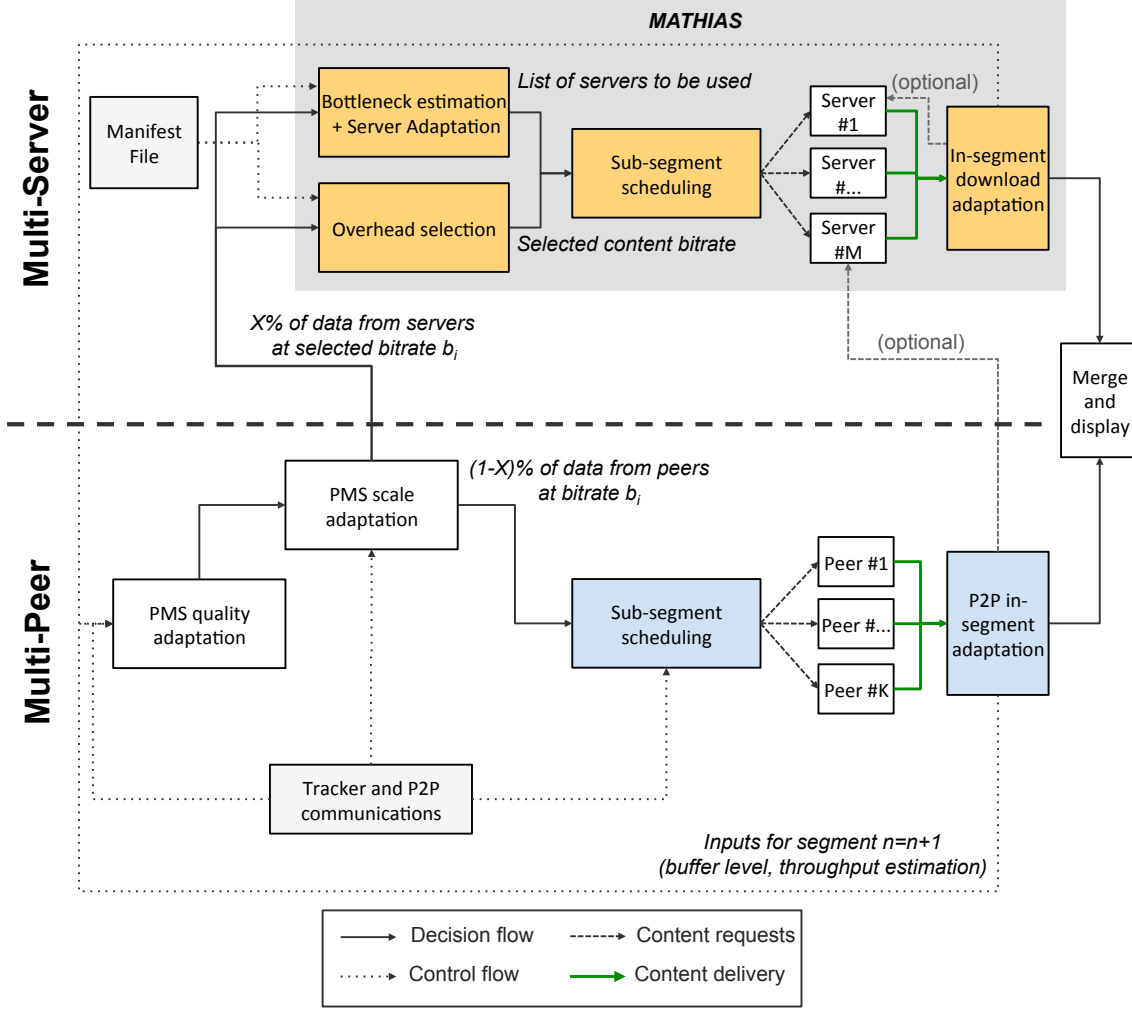 MATHIAS
Multi-Server
Manifest
File
Bottleneck estimation
+ Server Adaptation
List of servers to be used
Overhead selection
Selected content bitrate
Sub-segment
scheduling
Server
#1
Server
#...
Server
#M
(optional)
In-segment
download
adaptation
X% of data from servers
at selected bitrate bi
(optional)
Merge
and
display
Multi-Peer
PMS scale
adaptation
(1-X)% of data from peers
at bitrate bi
PMS quality
adaptation
Sub-segment
scheduling
Peer #1
Peer #...
Peer #K
P2P in-
segment
adaptation
Tracker and P2P
communications
Inputs for segment n=n+1
(buffer level, throughput estimation)
Decision flow
Content requests
Control flow
Content delivery